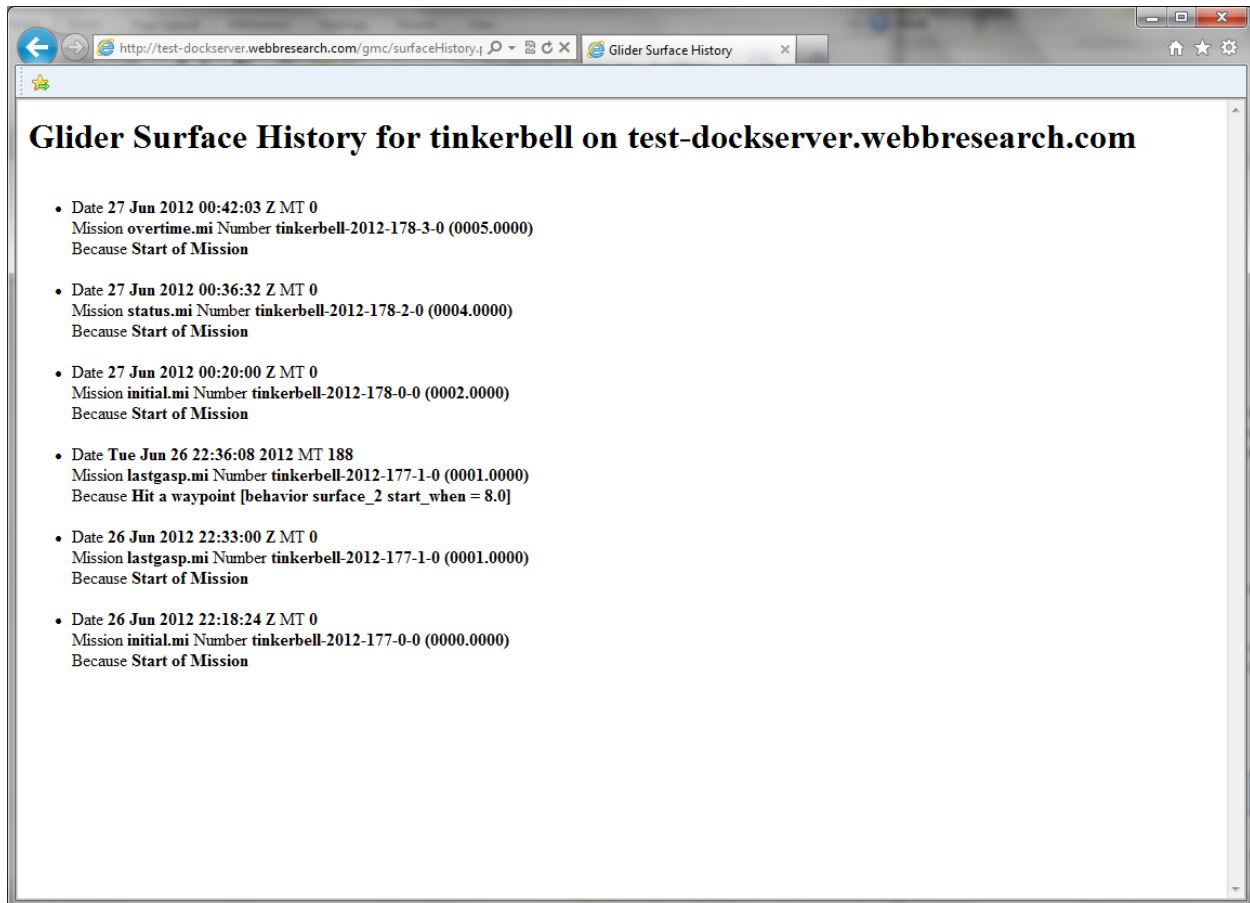 http://test-dockserver.webbresearch.com/gmc/surfaceHistory.p
Glider Surface History
Glider Surface History for tinkerbell on test-dockserver.webbresearch.com
Date 27 Jun 2012 00:42:03 Z MT 0
Mission overtime.mi Number tinkerbell-2012-178-3-0 (0005.0000)
Because Start of Mission
Date 27 Jun 2012 00:36:32 Z MT 0
Mission status.mi Number tinkerbell-2012-178-2-0 (0004.0000)
Because Start of Mission
Date 27 Jun 2012 00:20:00 Z MT 0
Mission initial.mi Number tinkerbell-2012-178-0-0 (0002.0000)
Because Start of Mission
Date Tue Jun 26 22:36:08 2012 MT 188
Mission lastgasp.mi Number tinkerbell-2012-177-1-0 (0001.0000)
Because Hit a waypoint [behavior surface_2 start_when = 8.0]
Date 26 Jun 2012 22:33:00 Z MT 0
Mission lastgasp.mi Number tinkerbell-2012-177-1-0 (0001.0000)
Because Start of Mission
Date 26 Jun 2012 22:18:24 Z MT 0
Mission initial.mi Number tinkerbell-2012-177-0-0 (0000.0000)
Because Start of Mission